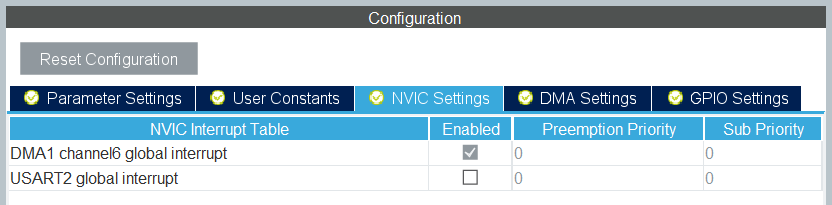 Configuration
Reset Configuration
Parameter Settings User Constants NVIC Settings DMA Settings GPIO Settings
NVIC Interrupt Table Enabled Preemption Priority Sub Priority
DMA1 channel6 global interrupt 0 0
USART2 global interrupt 0 0